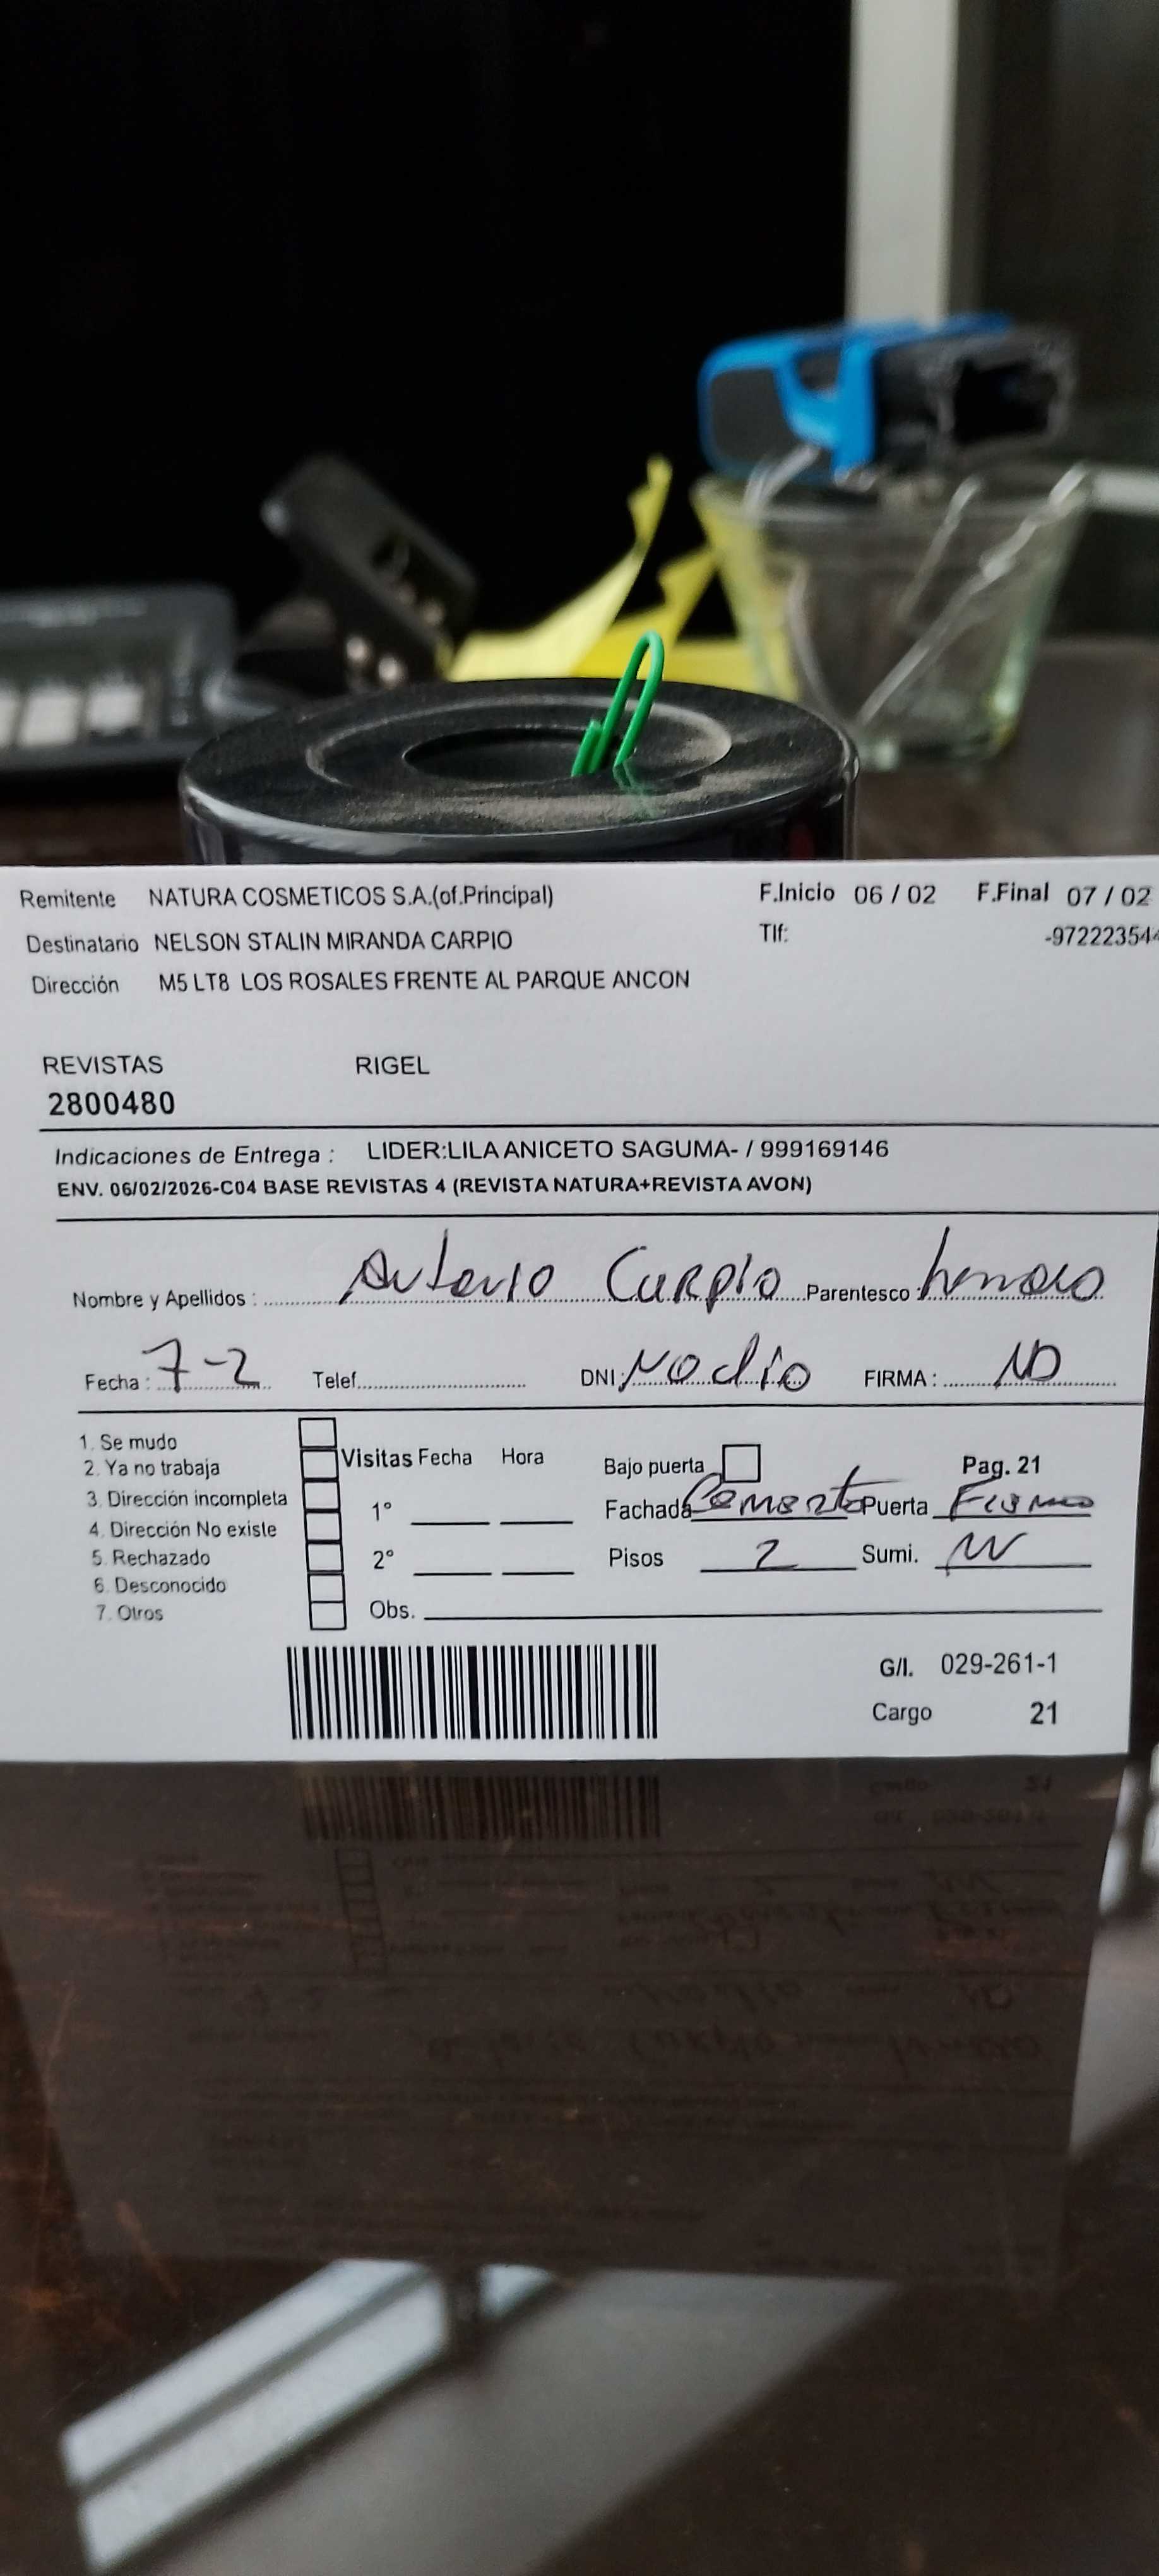 Remitente NATURA COSMETICOS S.A.(of.Principal) F.Inicio 06 / 02 F.Final 07 / 02
Destinatario NELSON STALIN MIRANDA CARPIO Tlf: -97222354
Dirección M5 LT8 LOS ROSALES FRENTE AL PARQUE ANCON
REVISTAS RIGEL
2800480
Indicaciones de Entrega : LIDER:LILA ANICETO SAGUMA- / 999169146
ENV. 06/02/2026-C04 BASE REVISTAS 4 (REVISTA NATURA+REVISTA AVON)
Nombre y Apellidos : Antonio Carpio Parentesco :
Fecha : 7-2 Telef. DNI: No dio FIRMA : ND
1. Se mudo
2. Ya no trabaja
3. Dirección incompleta
4. Dirección No existe
5. Rechazado
6. Desconocido
7. Otros
Visitas Fecha Hora
1°
2°
Obs.
Bajo puerta Pag. 21
Fachada Cemento Puerta Fierro
Pisos 2 Sumi.
G/I. 029-261-1
Cargo 21